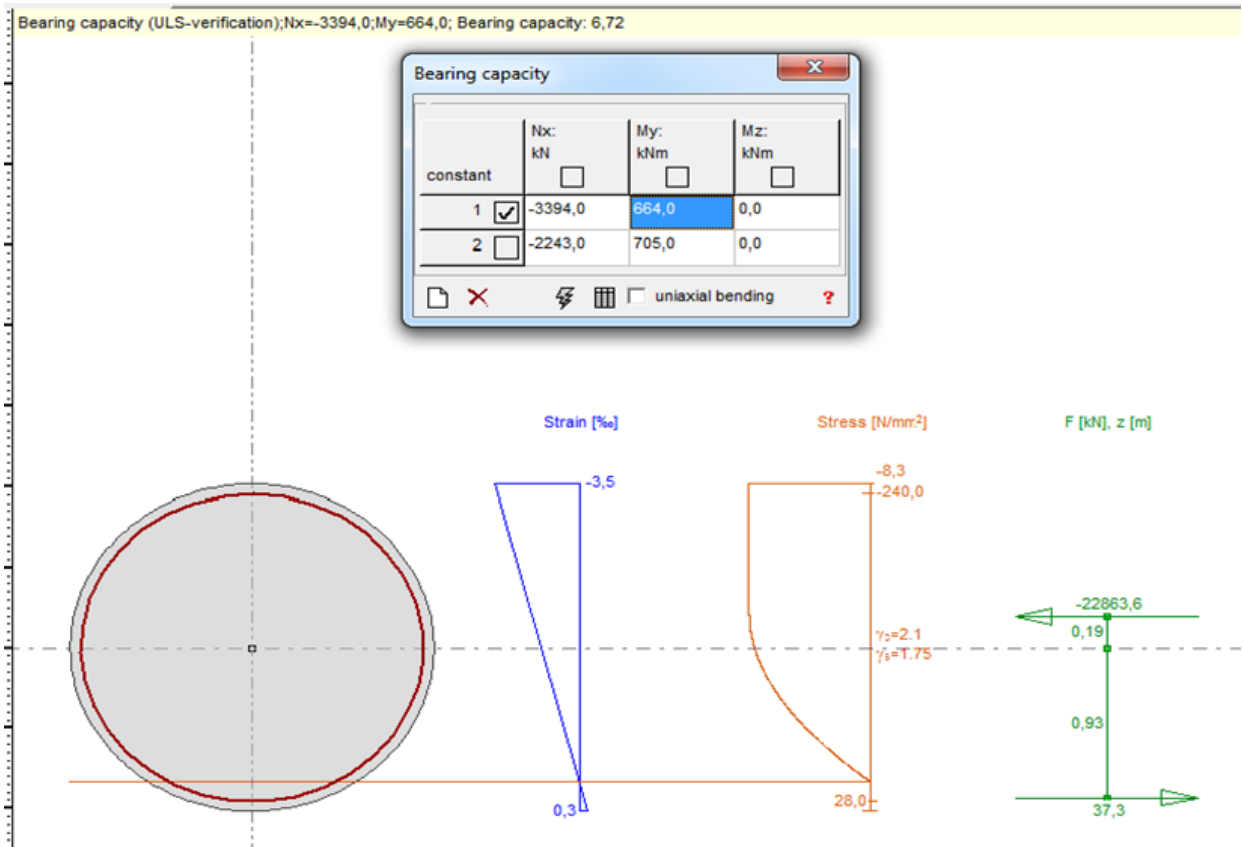 Bearing capacity (ULS-verification);Nx=-3394,0;My=664,0; Bearing capacity: 6,72
Bearing capacity
Nx: My: Mz:
kN kNm kNm
constant
1 -3394,0 664,0 0,0
2 -2243,0 705,0 0,0
uniaxial bending ?
Strain [‰] Stress [N/mm²] F [kN], z [m]
-8,3
-3,5
-240,0
-22863,6
0,19
γc=2.1
γs=1.75
0,93
28,0
0,3
37,3